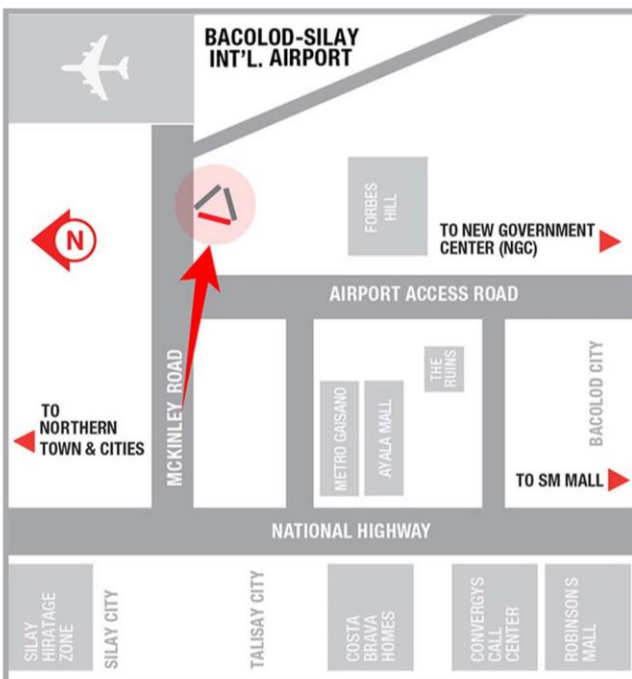 BACOLOD-SILAY
INT'L. AIRPORT
N
FORBES
HILL
TO NEW GOVERNMENT
CENTER (NGC)
AIRPORT ACCESS ROAD
MCKINLEY ROAD
TO
NORTHERN
TOWN & CITIES
METRO GAISANO
AYALA MALL
THE
RUINS
BACOLOD CITY
TO SM MALL
NATIONAL HIGHWAY
SILAY
HIRATAGE
ZONE
SILAY CITY
TALISAY CITY
COSTA
BRAVA
HOMES
CONVERGYS
CALL
CENTER
ROBINSONS
MALL